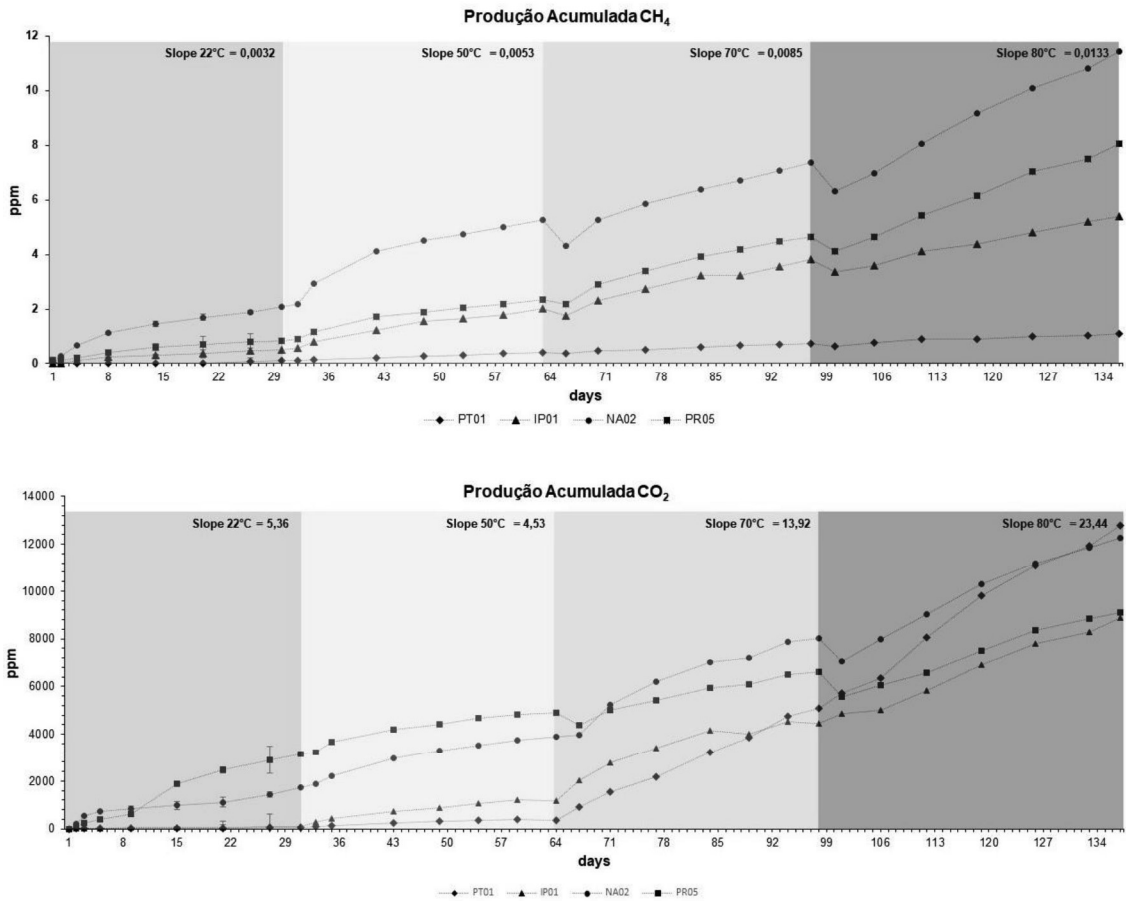 Produção Acumulada CH₄
12
10
8
6
4
2
0
ppm
Slope 22°C = 0,0032
Slope 50°C = 0,0053
Slope 70°C = 0,0085
Slope 80°C = 0,0133
1 8 15 22 29 36 43 50 57 64 71 78 85 92 99 106 113 120 127 134
days
PT01 IP01 NA02 PR05
Produção Acumulada CO₂
14000
12000
10000
8000
6000
4000
2000
0
ppm
Slope 22°C = 5,36
Slope 50°C = 4,53
Slope 70°C = 13,92
Slope 80°C = 23,44
1 8 15 22 29 36 43 50 57 64 71 78 85 92 99 106 113 120 127 134
days
PT01 IP01 NA02 PR05